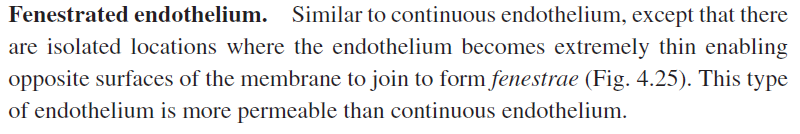 Fenestrated endothelium. Similar to continuous endothelium, except that there
are isolated locations where the endothelium becomes extremely thin enabling
opposite surfaces of the membrane to join to form fenestrae (Fig. 4.25). This type
of endothelium is more permeable than continuous endothelium.